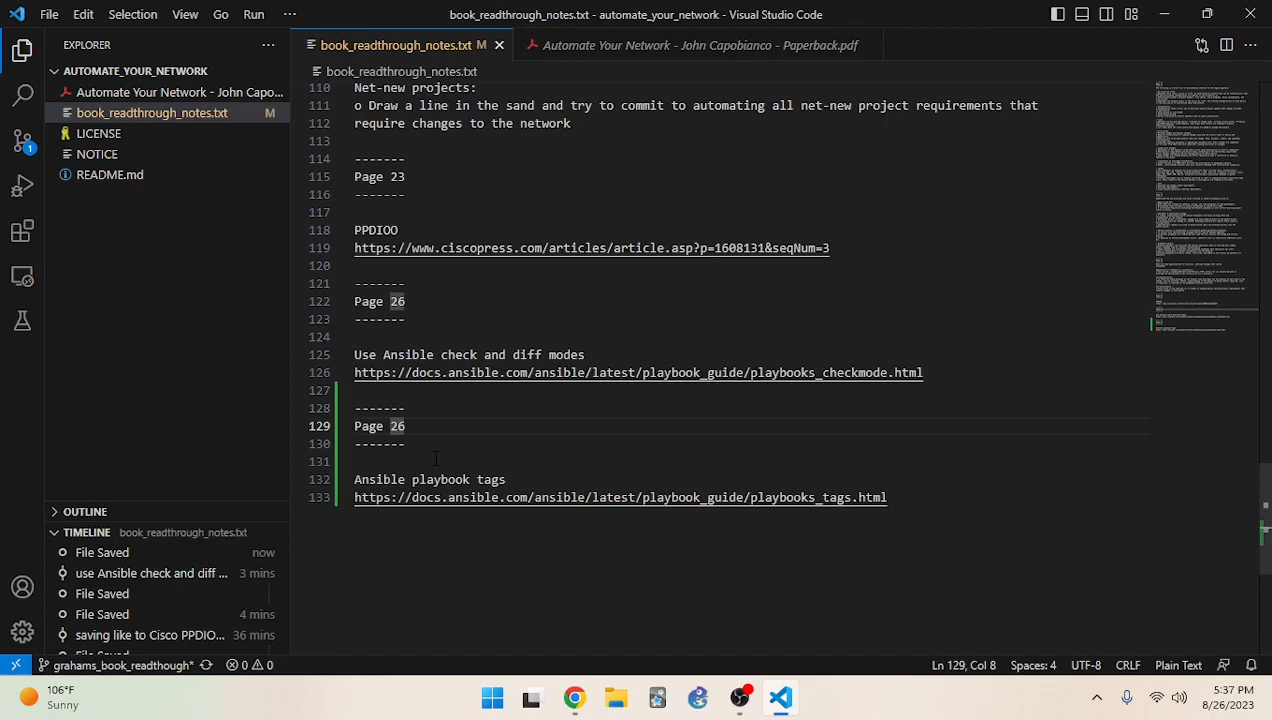 File Edit Selection View Go Run ··· book_readthrough_notes.txt - automate_your_network - Visual Studio Code
EXPLORER ···
AUTOMATE_YOUR_NETWORK
Automate Your Network - John Capo...
book_readthrough_notes.txt M
LICENSE
NOTICE
README.md
1
OUTLINE
TIMELINE book_readthrough_notes.txt
File Saved now
use Ansible check and diff ... 3 mins
File Saved
File Saved 4 mins
saving like to Cisco PPDIO... 36 mins
File Saved
book_readthrough_notes.txt M Automate Your Network - John Capobianco - Paperback.pdf
book_readthrough_notes.txt
110 Net-new projects:
111 o Draw a line in the sand and try to commit to automating all net-new project requirements that
112 require changes to the network
113
114 -------
115 Page 23
116 -------
117
118 PPDIOO
119 https://www.ciscopress.com/articles/article.asp?p=1608131&seqNum=3
120
121 -------
122 Page 26
123 -------
124
125 Use Ansible check and diff modes
126 https://docs.ansible.com/ansible/latest/playbook_guide/playbooks_checkmode.html
127
128 -------
129 Page 26
130 -------
131
132 Ansible playbook tags
133 https://docs.ansible.com/ansible/latest/playbook_guide/playbooks_tags.html
grahams_book_readthough* 0 0 Ln 129, Col 8 Spaces: 4 UTF-8 CRLF Plain Text
106°F
Sunny
5:37 PM
8/26/2023